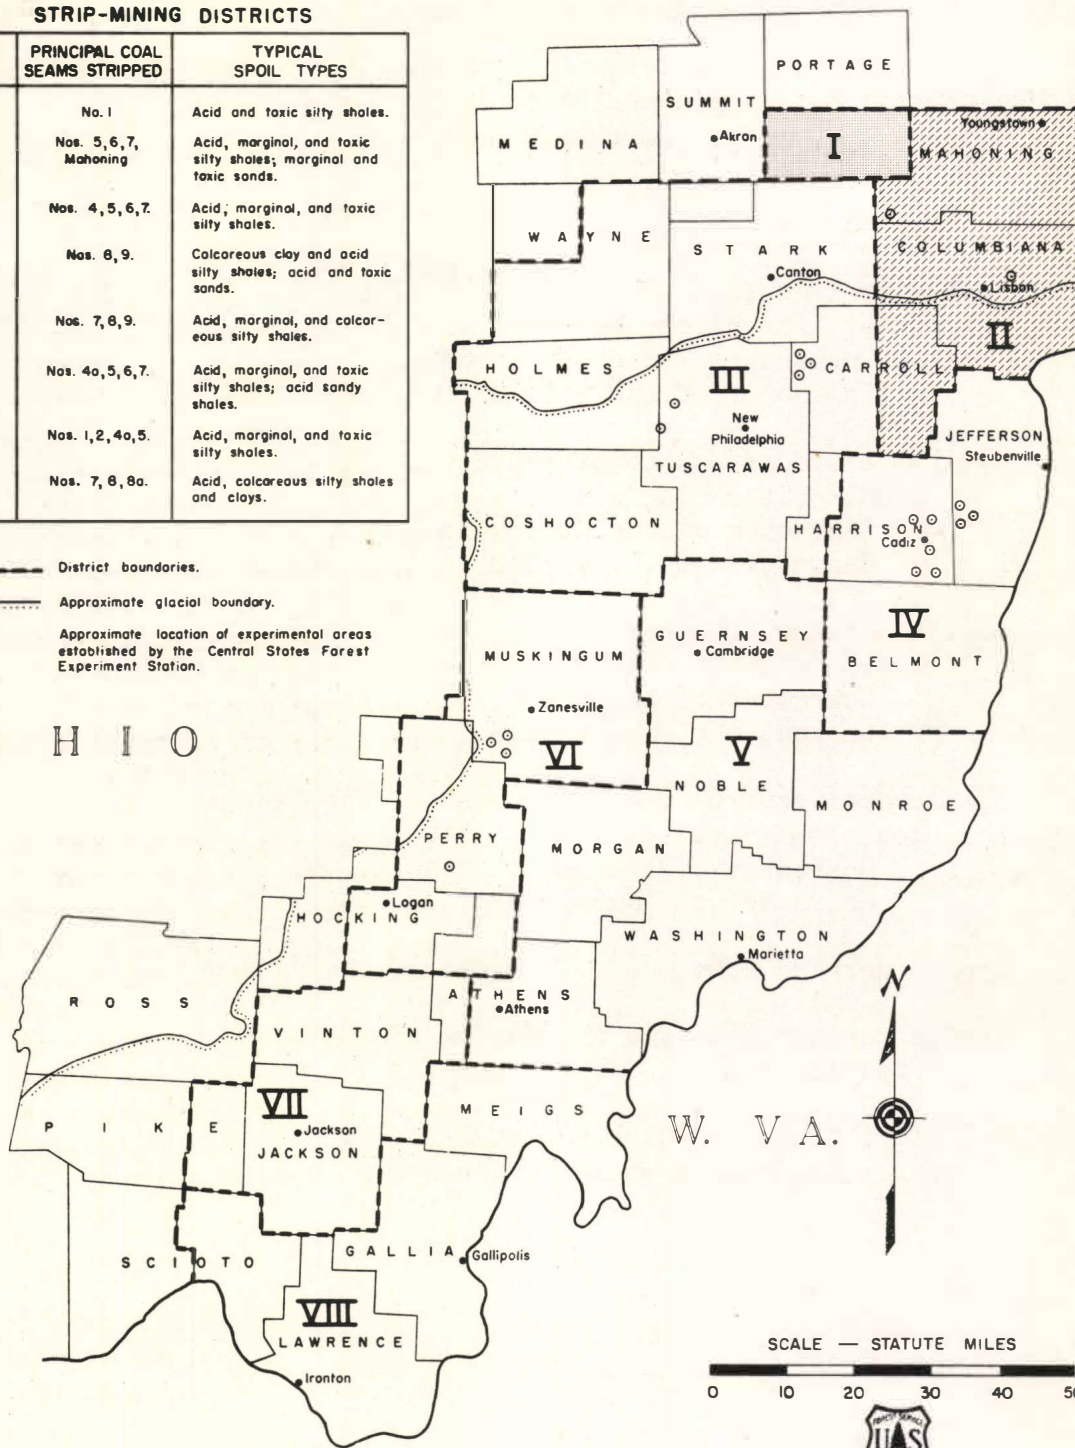 STRIP-MINING DISTRICTS
PRINCIPAL COAL SEAMS STRIPPED
TYPICAL SPOIL TYPES
No. 1
Acid and toxic silty shales.
Nos. 5,6,7, Mahoning
Acid, marginal, and toxic
silty shales; marginal and
toxic sands.
Nos. 4,5,6,7.
Acid, marginal, and toxic
silty shales.
Nos. 8,9.
Calcareous clay and acid
silty shales; acid and toxic
sands.
Nos. 7,8,9.
Acid, marginal, and calcar-
eous silty shales.
Nos. 4a,5,6,7.
Acid, marginal, and toxic
silty shales; acid sandy
shales.
Nos. 1,2,4a,5.
Acid, marginal, and toxic
silty shales.
Nos. 7,8,8a.
Acid, calcareous silty shales
and clays.
District boundaries.
Approximate glacial boundary.
Approximate location of experimental areas
established by the Central States Forest
Experiment Station.
H I O
PORTAGE
SUMMIT
Akron
MEDINA
I
Youngstown
MAHONING
WAYNE
STARK
Canton
COLUMBIANA
Lisbon
II
HOLMES
III
CARROLL
New
Philadelphia
TUSCARAWAS
JEFFERSON
Steubenville
COSHOCTON
HARRISON
Cadiz
IV
BELMONT
GUERNSEY
Cambridge
MUSKINGUM
Zanesville
VI
V
NOBLE
MONROE
PERRY
MORGAN
Logan
HOCKING
WASHINGTON
Marietta
ROSS
ATHENS
Athens
VINTON
N
VII
Jackson
JACKSON
PIKE
MEIGS
W. VA.
SCIOTO
GALLIA
Gallipolis
VIII
LAWRENCE
Ironton
SCALE — STATUTE MILES
0 10 20 30 40
FOREST SERVICE
U S